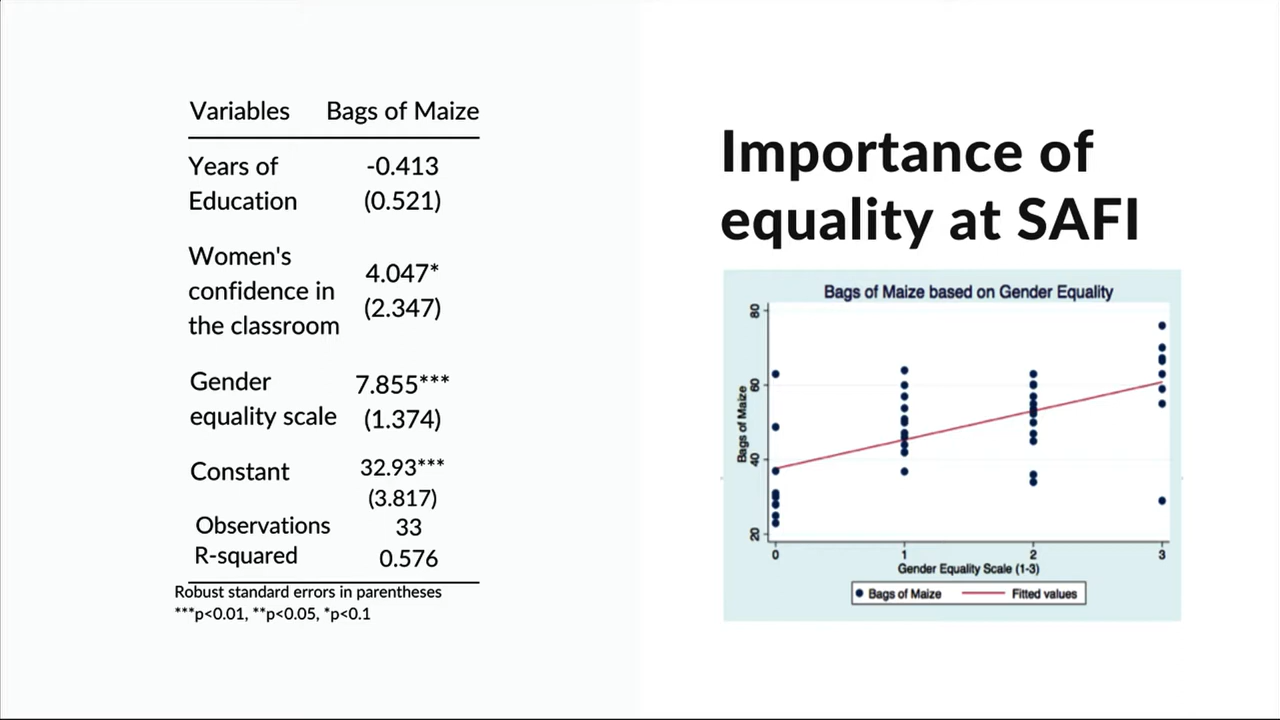 Variables Bags of Maize
Years of -0.413
Education (0.521)
Women's
confidence in 4.047*
the classroom (2.347)
Gender 7.855***
equality scale (1.374)
Constant 32.93***
(3.817)
Observations 33
R-squared 0.576
Robust standard errors in parentheses
***p<0.01, **p<0.05, *p<0.1
Importance of
equality at SAFI
Bags of Maize based on Gender Equality
Bags of Maize
80
60
40
20
0 1 2 3
Gender Equality Scale (1-3)
Bags of Maize Fitted values